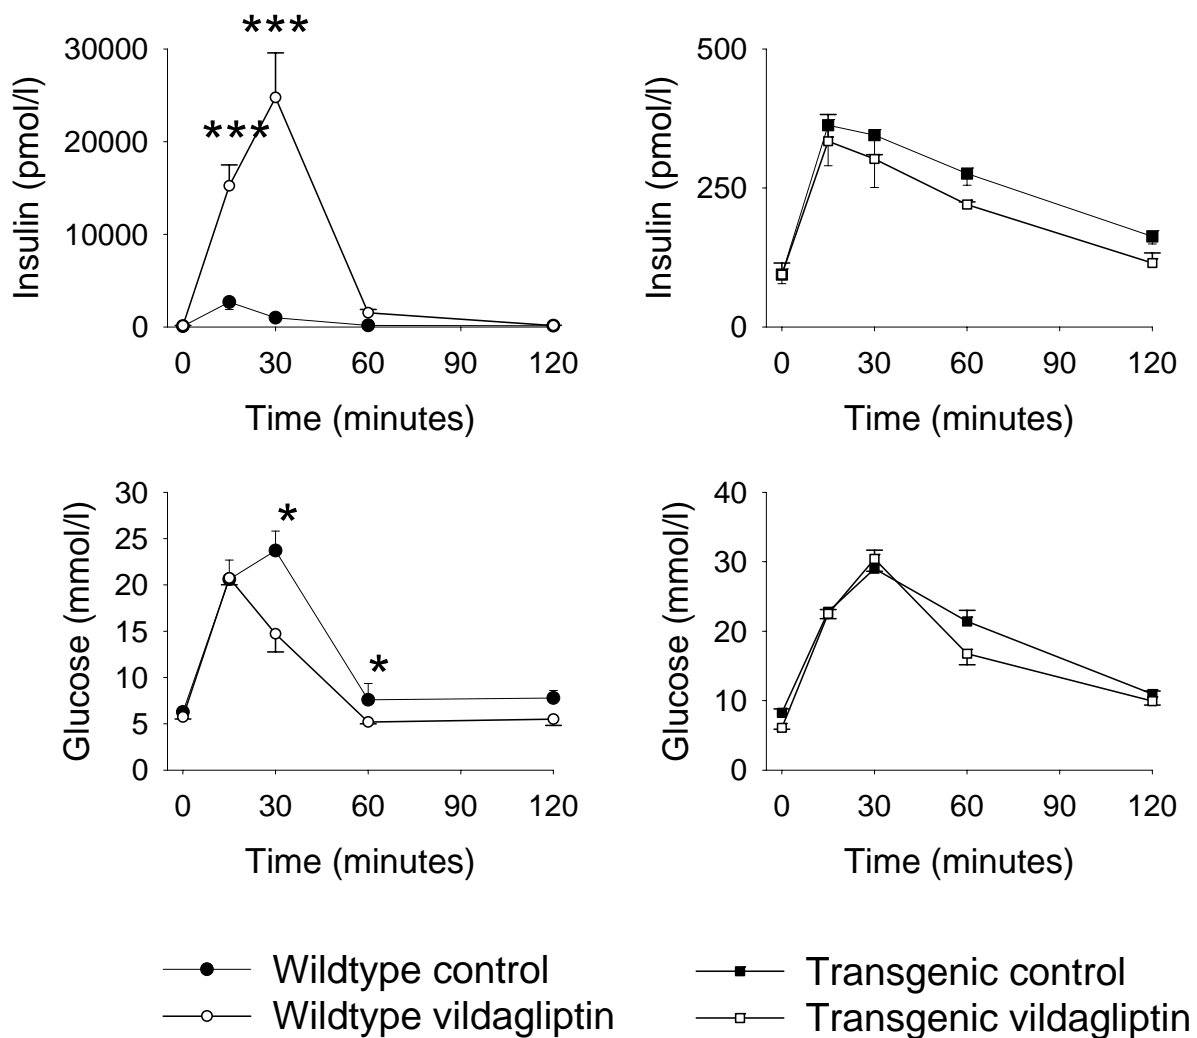 ***
***
30000
20000
10000
0
Insulin (pmol/l)
0 30 60 90 120
Time (minutes)
500
250
0
Insulin (pmol/l)
0 30 60 90 120
Time (minutes)
30
25
20
15
10
5
0
Glucose (mmol/l)
*
*
0 30 60 90 120
Time (minutes)
40
30
20
10
0
Glucose (mmol/l)
0 30 60 90 120
Time (minutes)
Wildtype control
Wildtype vildagliptin
Transgenic control
Transgenic vildagliptin